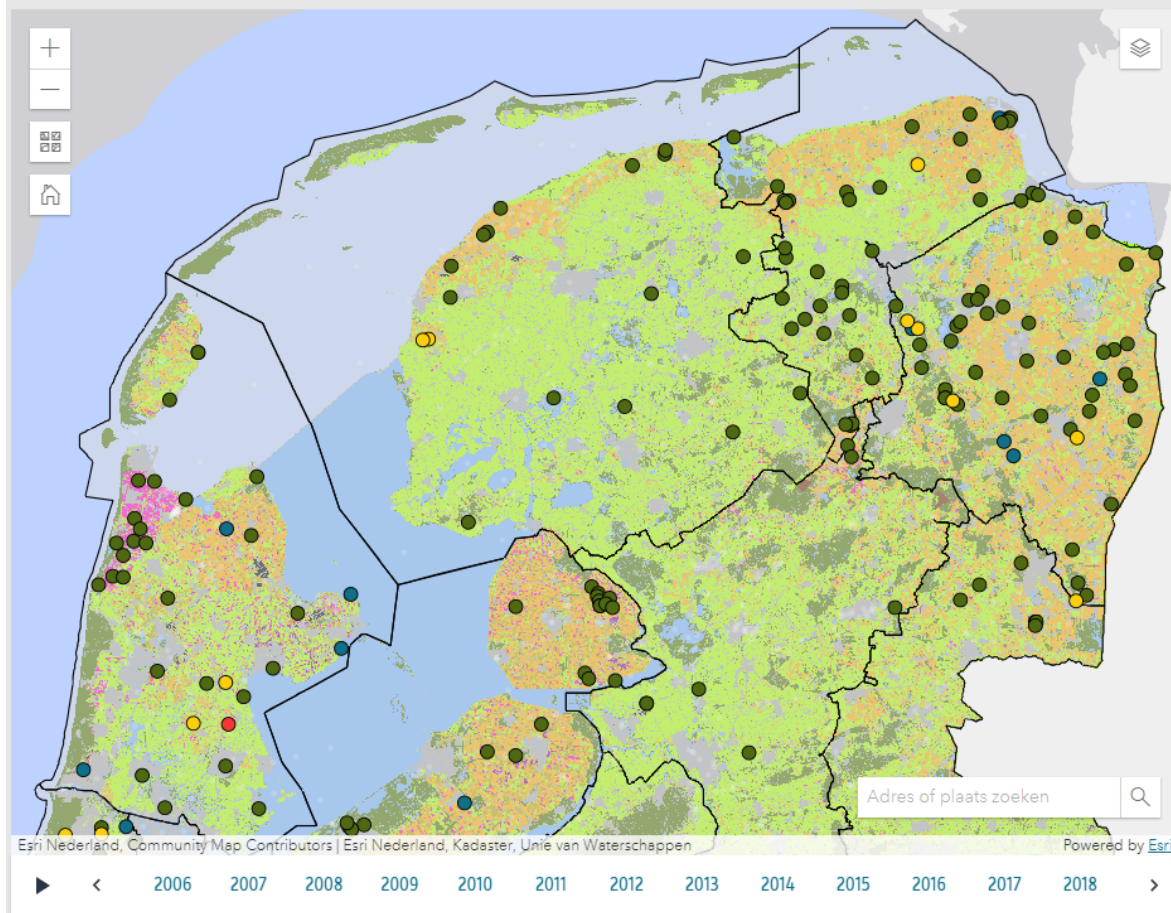 Adres of plaats zoeken
Esri Nederland, Community Map Contributors | Esri Nederland, Kadaster, Unie van Waterschappen Powered by Esri
2006 2007 2008 2009 2010 2011 2012 2013 2014 2015 2016 2017 2018